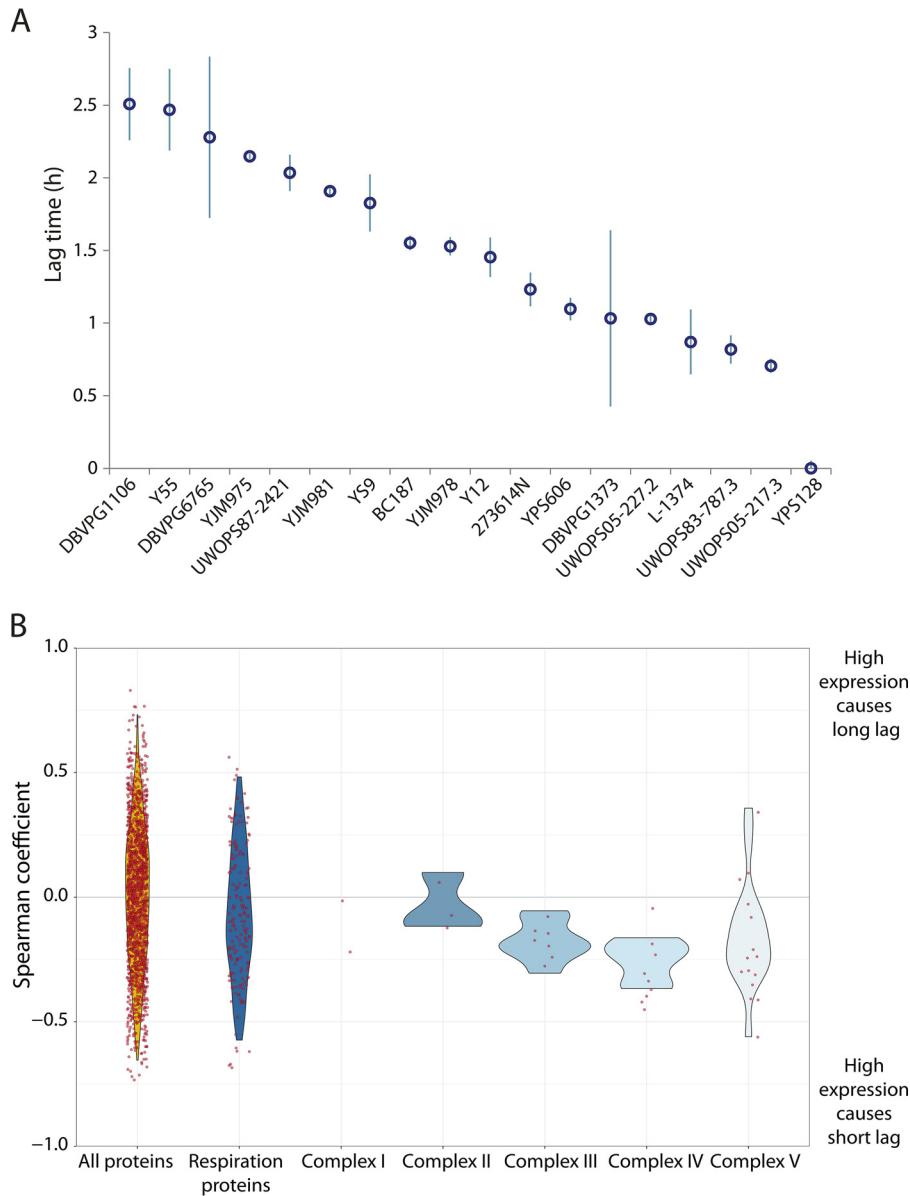 A
3
2.5
2
1.5
1
0.5
0
Lag time (h)
DBVPG1106
Y55
DBVPG6765
YJM975
UWOPS87-2421
YJM981
YS9
BC187
YJM978
Y12
273614N
YPS606
DBVPG1373
UWOPS05-227.2
L-1374
UWOPS83-787.3
UWOPS05-217.3
YPS128
B
1.0
0.5
0.0
−0.5
−1.0
Spearman coefficient
High
expression
causes
long lag
High
expression
causes
short lag
All proteins
Respiration
proteins
Complex I
Complex II
Complex III
Complex IV
Complex V